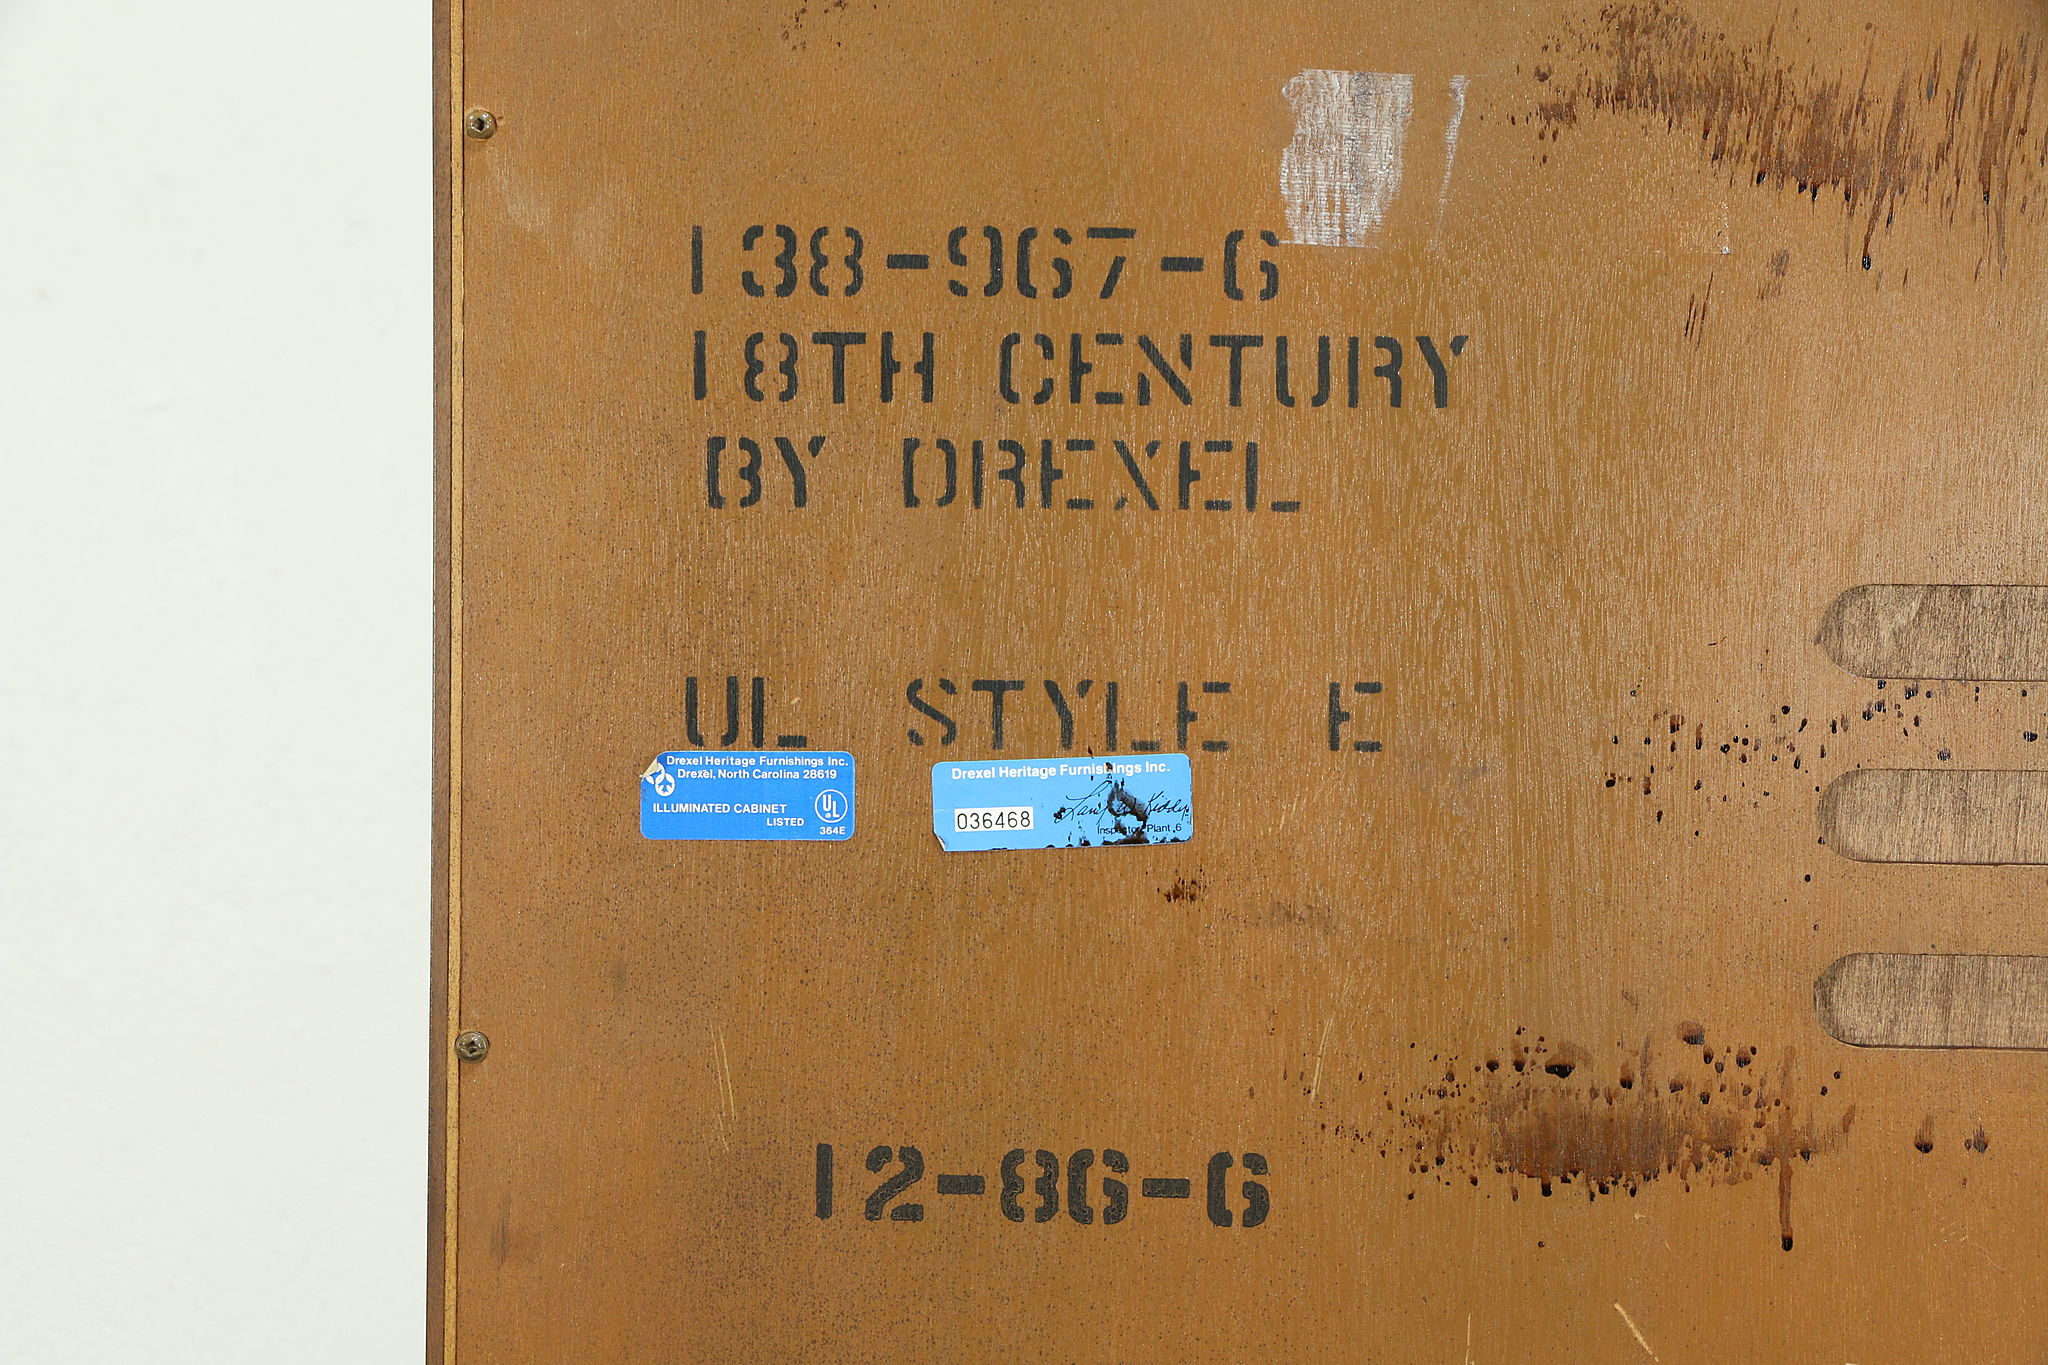 138-967-6
18TH CENTURY
BY DREXEL
UL STYLE E
Drexel Heritage Furnishings Inc.
Drexel, North Carolina 28619
ILLUMINATED CABINET
LISTED
UL
364E
Drexel Heritage Furnishings Inc.
036468
Inspector, Plant 6
12-86-6